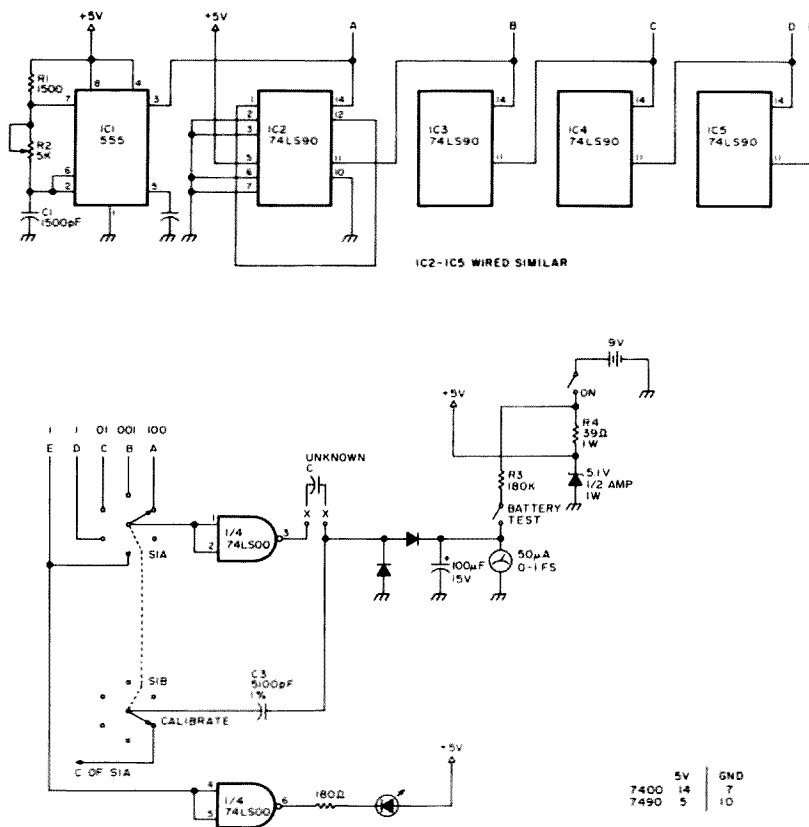 +5V
+5V
A
B
C
D
R1
1500
7
8
4
3
IC1
555
R2
5K
6
2
5
1
C1
1500pF
1
2
3
5
6
7
14
12
11
10
IC2
74LS90
14
IC3
74LS90
11
14
IC4
74LS90
11
14
IC5
74LS90
11
IC2-IC5 WIRED SIMILAR
9V
ON
+5V
R4
39Ω
1W
R3
180K
5.1V
1/2 AMP
1W
BATTERY
TEST
1 1 01 001 100
E D C B A
UNKNOWN
C
X X
1
2
1/4
74LS00
3
S1A
100µF
15V
+
50µA
0-1 FS
S1B
CALIBRATE
C3
5100pF
1%
C OF S1A
4
5
1/4
74LS00
6
180Ω
+5V
5V GND
7400 14 7
7490 5 10